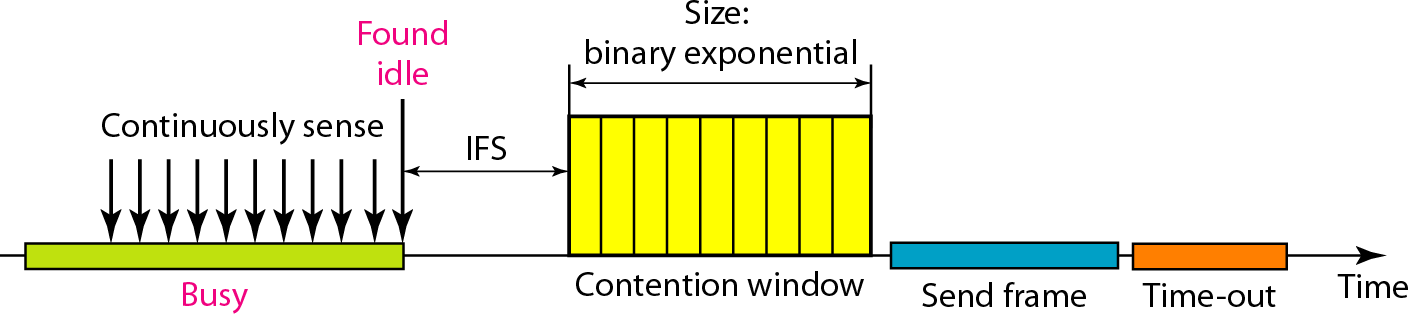 Size:
binary exponential
Found
idle
Continuously sense
IFS
Busy
Contention window
Send frame
Time-out
Time